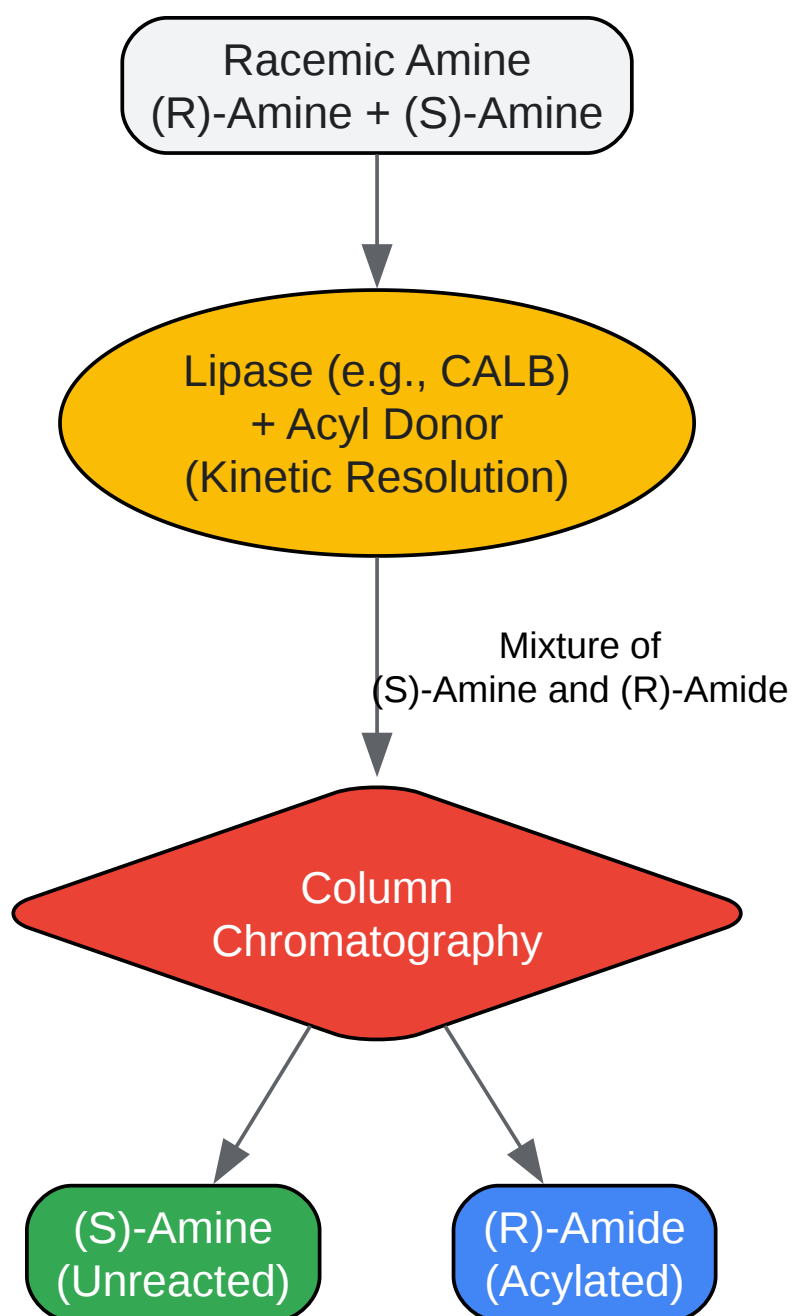 Racemic Amine
(R)-Amine + (S)-Amine
Lipase (e.g., CALB)
+ Acyl Donor
(Kinetic Resolution)
Mixture of
(S)-Amine and (R)-Amide
Column
Chromatography
(S)-Amine
(Unreacted)
(R)-Amide
(Acylated)